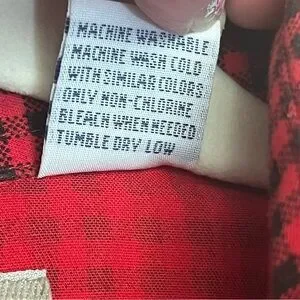 MACHINE WASHABLE
MACHINE WASH COLD
WITH SIMILAR COLORS
ONLY NON-CHLORINE
BLEACH WHEN NEEDED
TUMBLE DRY LOW